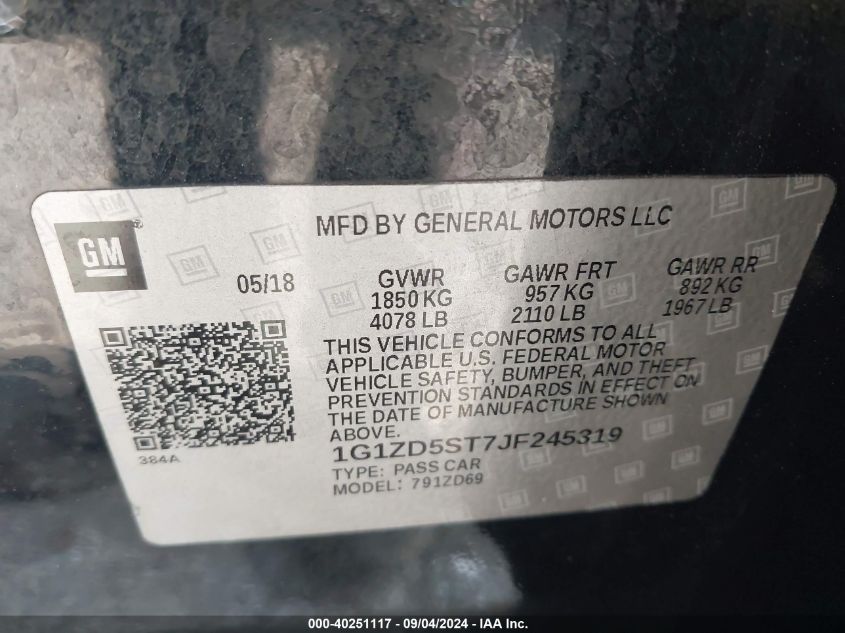 GM
MFD BY GENERAL MOTORS LLC
05/18
GVWR
1850 KG
4078 LB
GAWR FRT
957 KG
2110 LB
GAWR RR
892 KG
1967 LB
THIS VEHICLE CONFORMS TO ALL
APPLICABLE U.S. FEDERAL MOTOR
VEHICLE SAFETY, BUMPER, AND THEFT
PREVENTION STANDARDS IN EFFECT ON
THE DATE OF MANUFACTURE SHOWN
ABOVE.
1G1ZD5ST7JF245319
TYPE: PASS CAR
MODEL: 791ZD69
384A
000-40251117 - 09/04/2024 - IAA Inc.